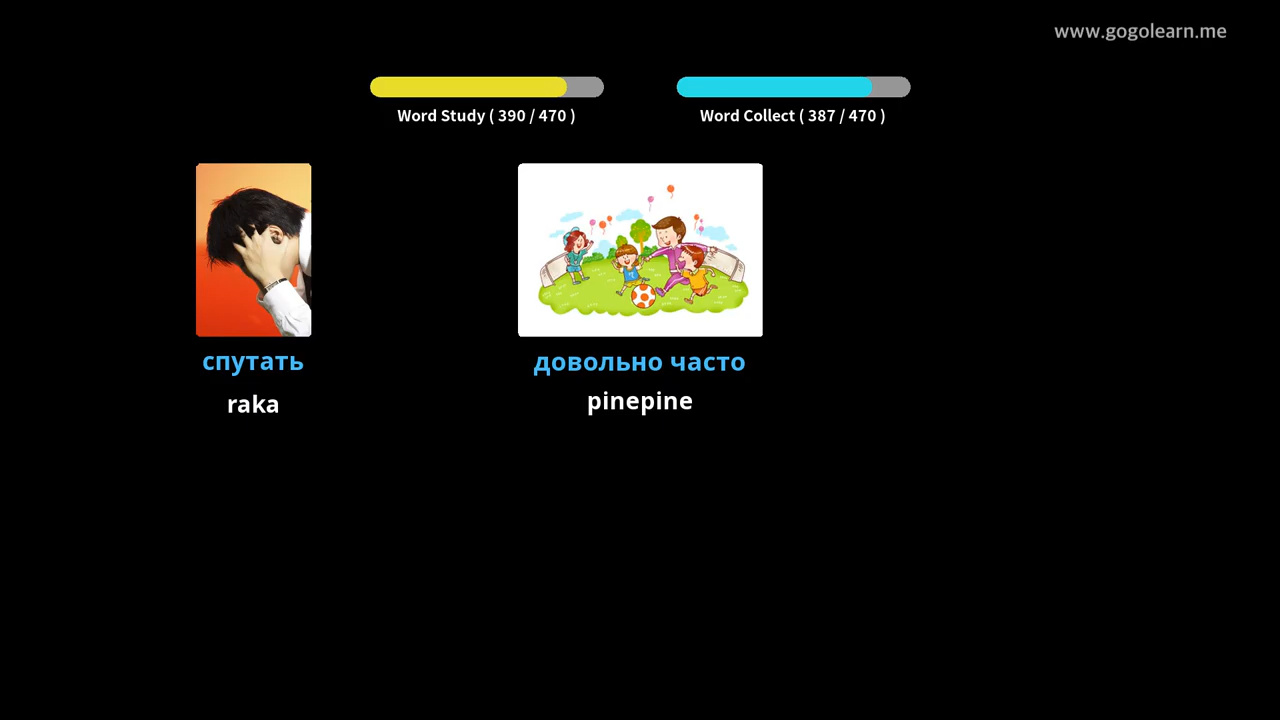 www.gogolearn.me
Word Study ( 390 / 470 )
Word Collect ( 387 / 470 )
спутать
raka
довольно часто
pinepine